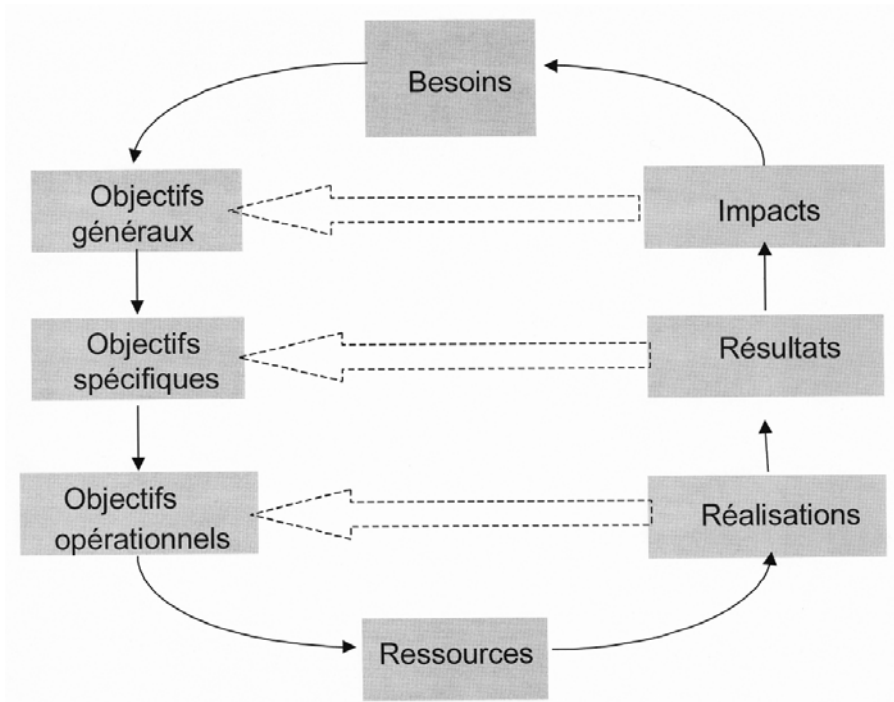 Besoins
Objectifs
généraux
Impacts
Objectifs
spécifiques
Résultats
Objectifs
opérationnels
Réalisations
Ressources